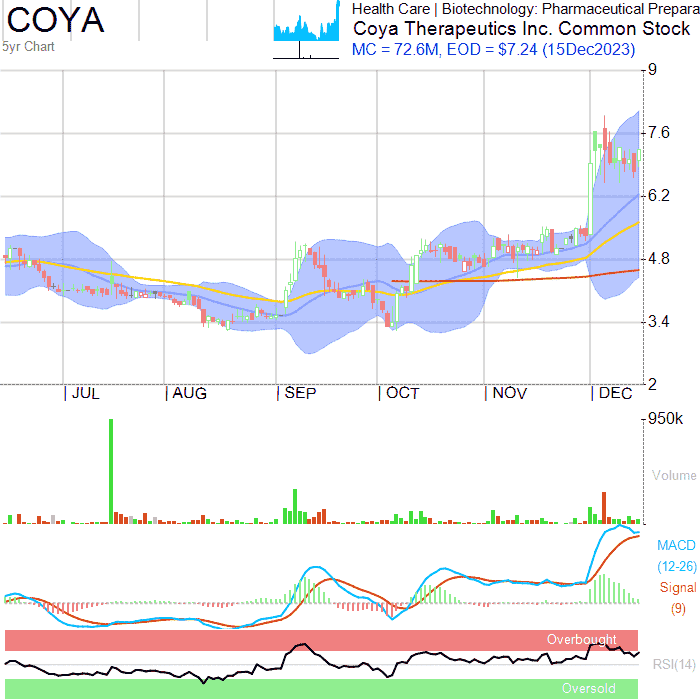 COYA
5yr Chart
Health Care | Biotechnology: Pharmaceutical Prepara
Coya Therapeutics Inc. Common Stock
MC = 72.6M, EOD = $7.24 (15Dec2023)
9
7.6
6.2
4.8
3.4
2
| JUL | AUG | SEP | OCT | NOV | DEC
950k
Volume
MACD
(12-26)
Signal
(9)
Overbought
RSI(14)
Oversold